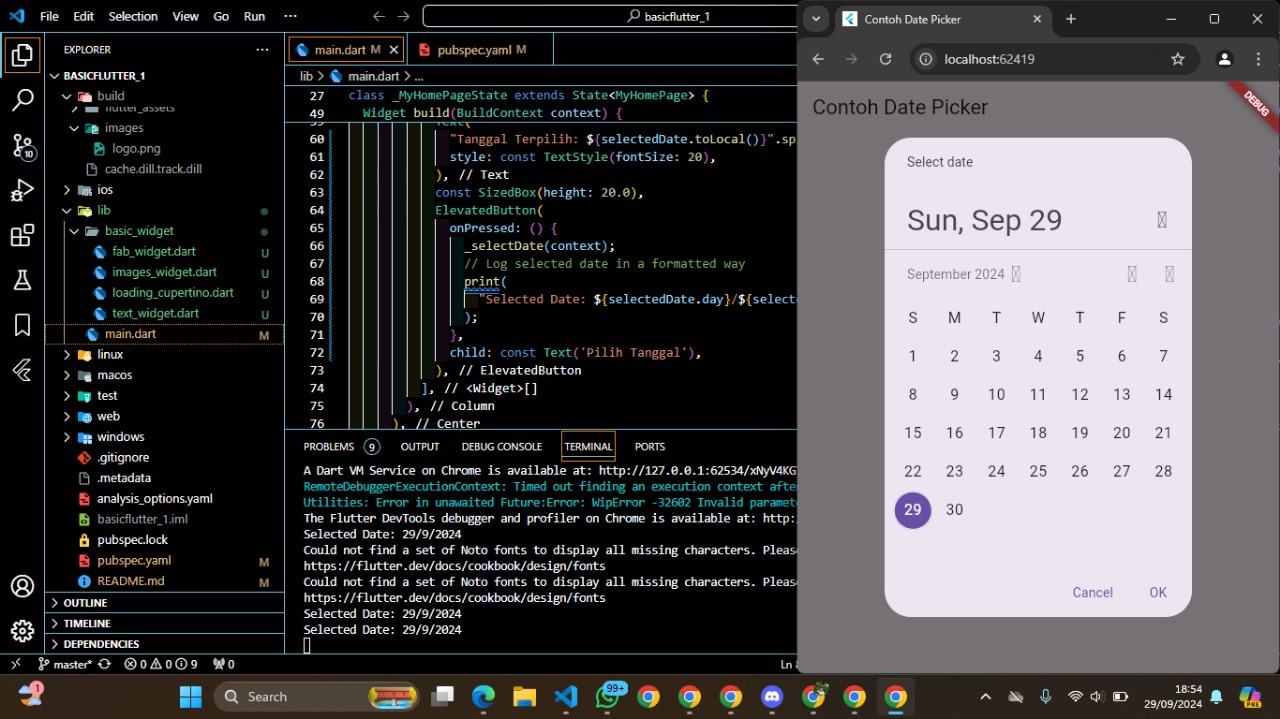 File Edit Selection View Go Run ···
basicflutter_1
EXPLORER
BASICFLUTTER_1
build
flutter_assets
images
logo.png
cache.dill.track.dill
ios
lib
basic_widget
fab_widget.dart U
images_widget.dart U
loading_cupertino.dart U
text_widget.dart U
main.dart M
linux
macos
test
web
windows
.gitignore
.metadata
analysis_options.yaml
basicflutter_1.iml
pubspec.lock
pubspec.yaml M
README.md M
OUTLINE
TIMELINE
DEPENDENCIES
10
main.dart M
pubspec.yaml M
lib > main.dart > ...
27 class _MyHomePageState extends State<MyHomePage> {
49 Widget build(BuildContext context) {
Text(
60 "Tanggal Terpilih: ${selectedDate.toLocal()}".sp
61 style: const TextStyle(fontSize: 20),
62 ), // Text
63 const SizedBox(height: 20.0),
64 ElevatedButton(
65 onPressed: () {
66 _selectDate(context);
67 // Log selected date in a formatted way
68 print(
69 "Selected Date: ${selectedDate.day}/${selecte
70 );
71 },
72 child: const Text('Pilih Tanggal'),
73 ), // ElevatedButton
74 ], // <Widget>[]
75 ), // Column
76 ), // Center
PROBLEMS 9 OUTPUT DEBUG CONSOLE TERMINAL PORTS
A Dart VM Service on Chrome is available at: http://127.0.0.1:62534/xNyV4KG
RemoteDebuggerExecutionContext: Timed out finding an execution context afte
Utilities: Error in unawaited Future:Error: WipError -32602 Invalid paramet
The Flutter DevTools debugger and profiler on Chrome is available at: http:
Selected Date: 29/9/2024
Could not find a set of Noto fonts to display all missing characters. Pleas
https://flutter.dev/docs/cookbook/design/fonts
Could not find a set of Noto fonts to display all missing characters. Pleas
https://flutter.dev/docs/cookbook/design/fonts
Selected Date: 29/9/2024
Selected Date: 29/9/2024
master* 0 0 9 0
Ln
Contoh Date Picker
localhost:62419
Contoh Date Picker
DEBUG
Select date
Sun, Sep 29
September 2024
S M T W T F S
1 2 3 4 5 6 7
8 9 10 11 12 13 14
15 16 17 18 19 20 21
22 23 24 25 26 27 28
29 30
Cancel OK
1
Search
99+
18:54
29/09/2024
PRE